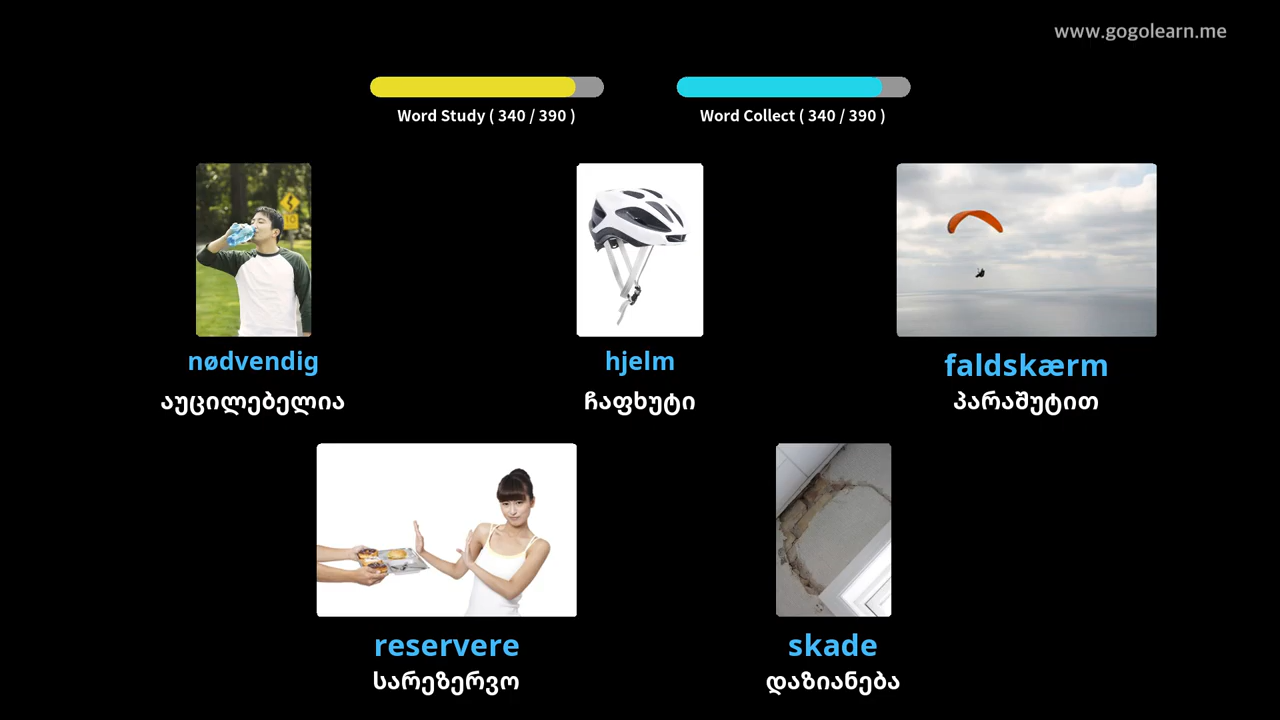 www.gogolearn.me
Word Study ( 340 / 390 )
Word Collect ( 340 / 390 )
nødvendig
აუცილებელია
hjelm
ჩაფხუტი
faldskærm
პარაშუტით
reservere
სარეზერვო
skade
დაზიანება